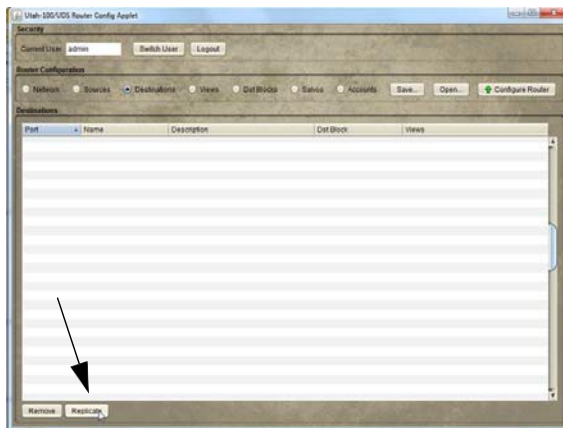 Utah-100/UDS Router Config Applet
Security
Current User admin Switch User Logout
Router Configuration
Network Sources Destinations Views Dst Blocks Salvos Accounts Save... Open... Configure Router
Destinations
Port Name Description Dst Block Views
Remove Replicate